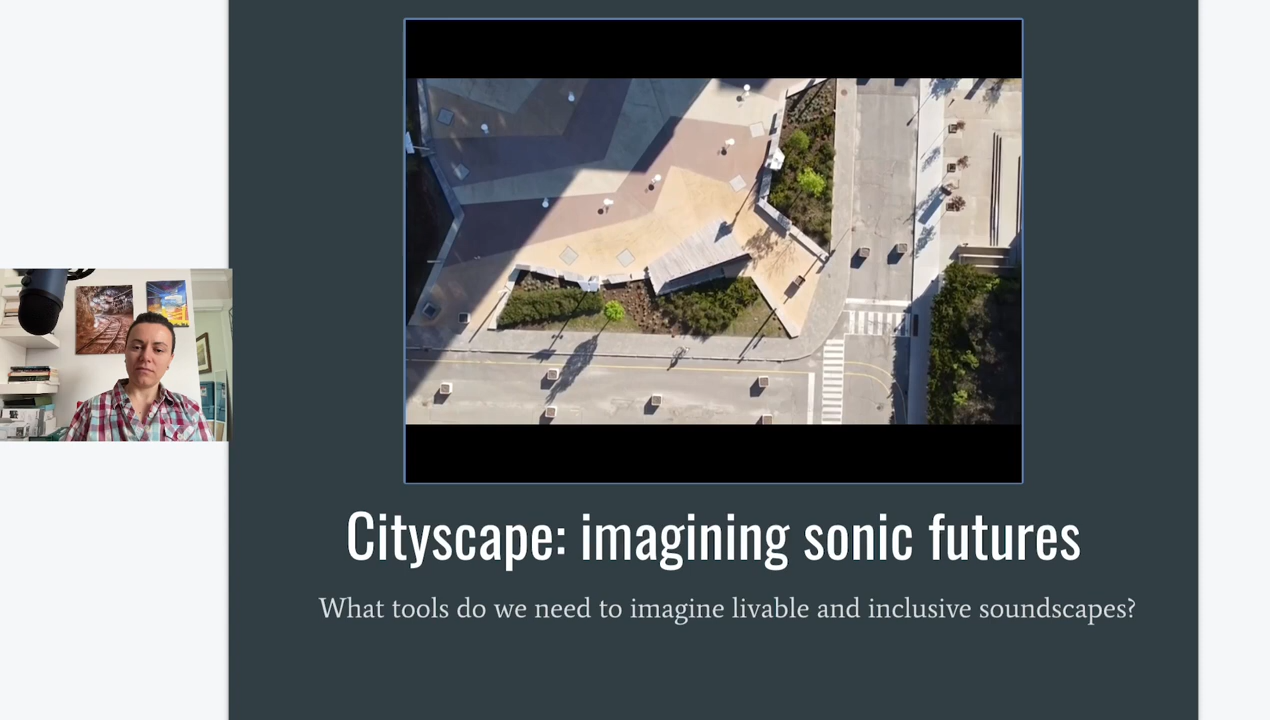 Cityscape: imagining sonic futures
What tools do we need to imagine livable and inclusive soundscapes?